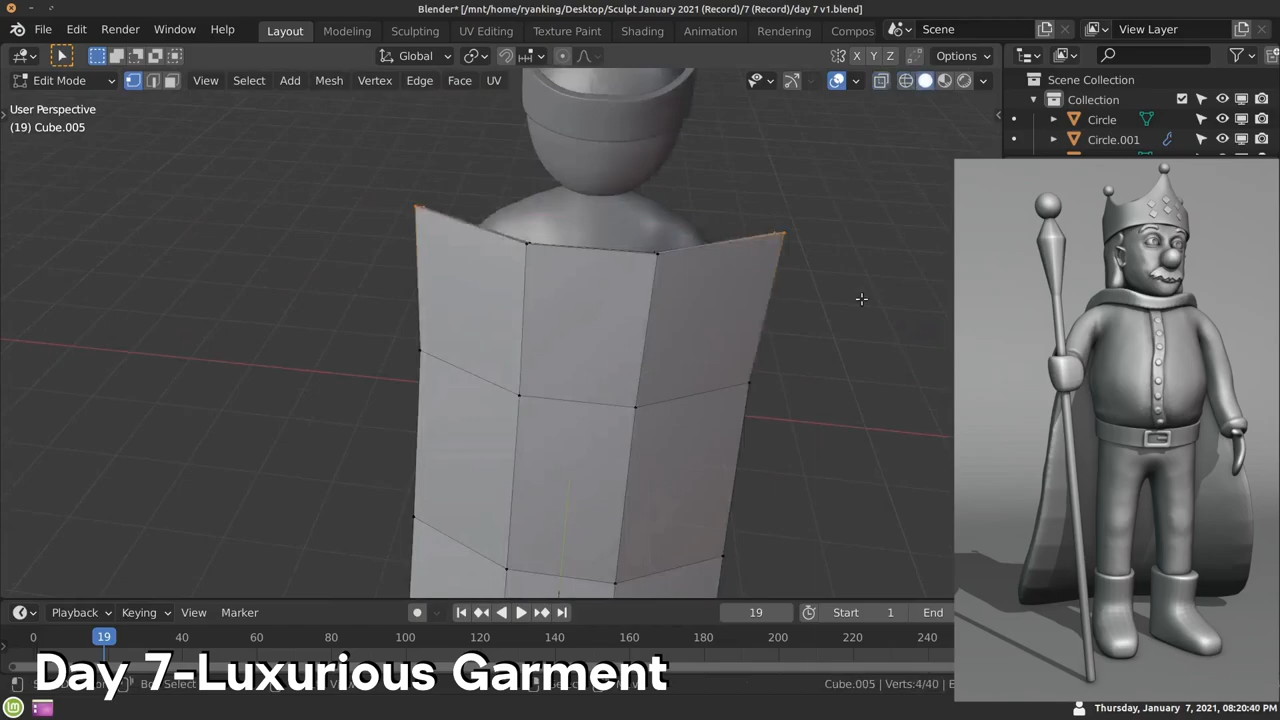 Blender* [/mnt/home/ryanking/Desktop/Sculpt January 2021 (Record)/7 (Record)/day 7 v1.blend]
File Edit Render Window Help Layout Modeling Sculpting UV Editing Texture Paint Shading Animation Rendering Compos Scene View Layer
Global X Y Z Options
Edit Mode View Select Add Mesh Vertex Edge Face UV Scene Collection
User Perspective Collection
(19) Cube.005 Circle
Circle.001
Playback Keying View Marker 19 Start 1 End
0 19 40 60 80 100 120 140 160 180 200 220 240
Day 7-Luxurious Garment
Select Cube.005 | Verts:4/40 | E
Thursday, January 7, 2021, 08:20:40 PM